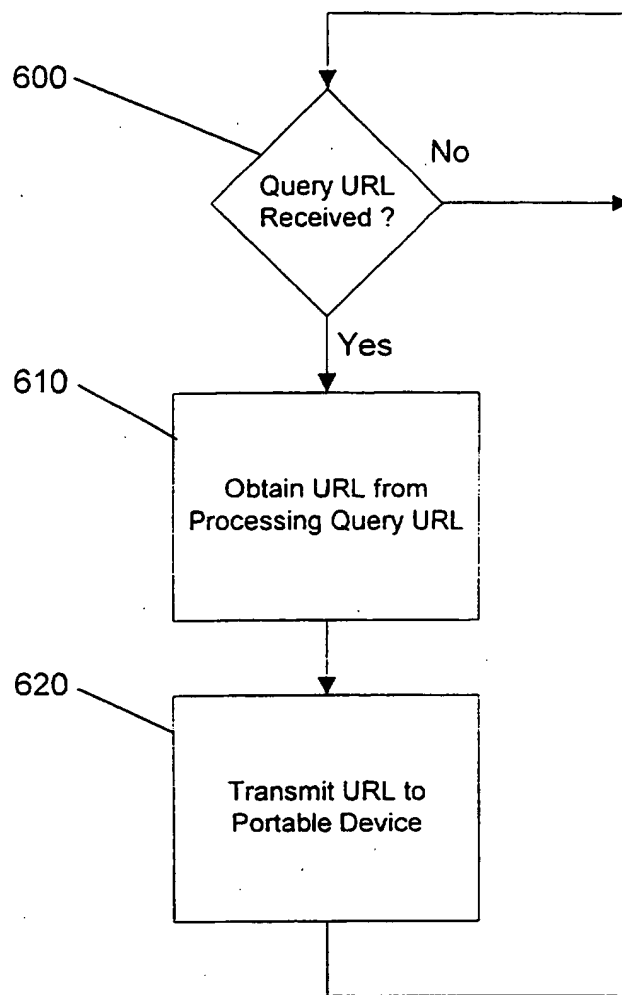 600
No
Query URL
Received ?
Yes
610
Obtain URL from
Processing Query URL
620
Transmit URL to
Portable Device